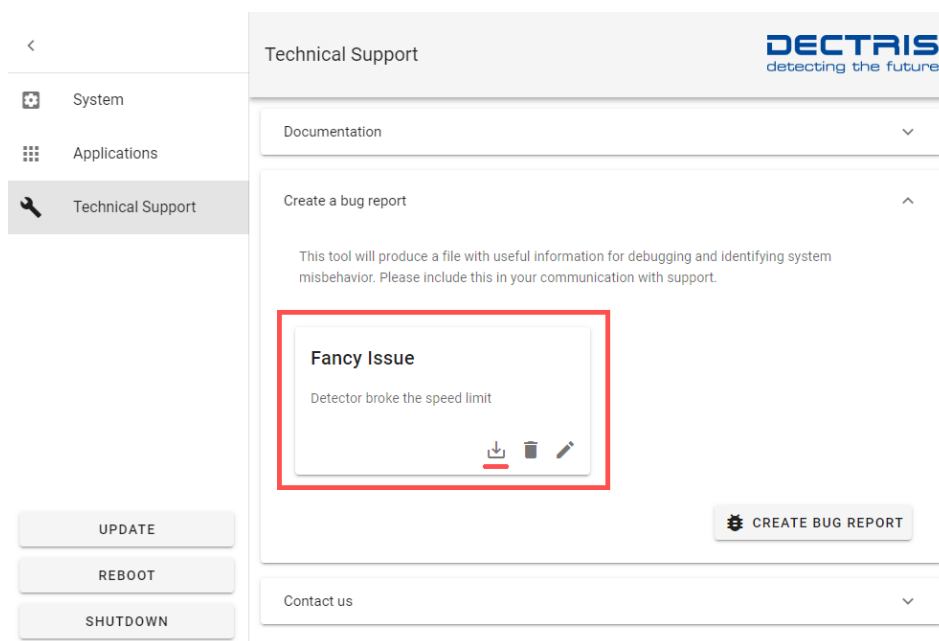 Technical Support
DECTRIS
detecting the future
System
Applications
Technical Support
Documentation
Create a bug report
This tool will produce a file with useful information for debugging and identifying system
misbehavior. Please include this in your communication with support.
Fancy Issue
Detector broke the speed limit
CREATE BUG REPORT
Contact us
UPDATE
REBOOT
SHUTDOWN